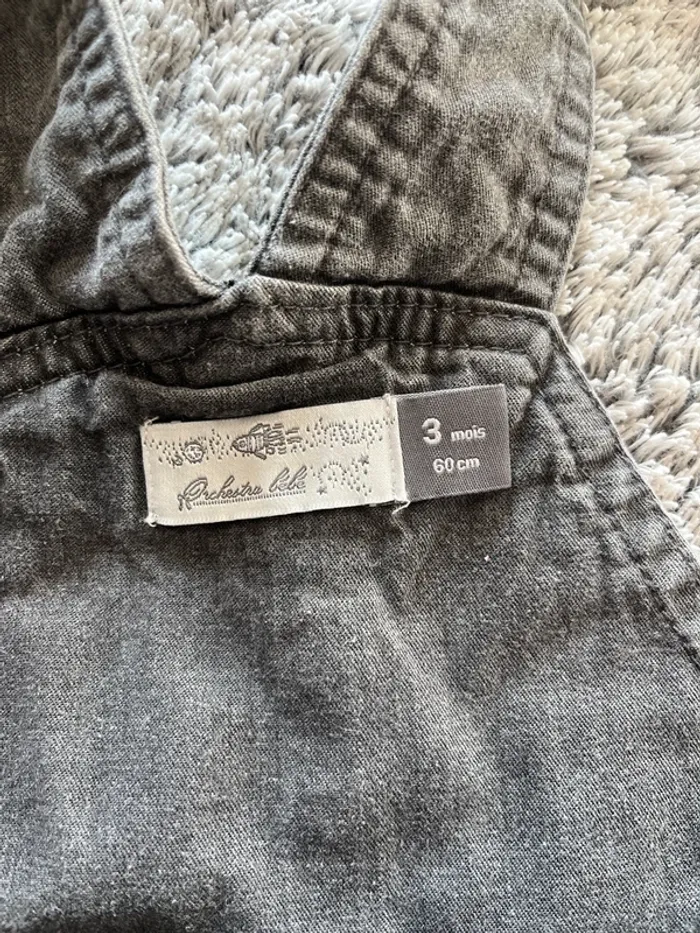 Orchestra bébé
3 mois
60 cm